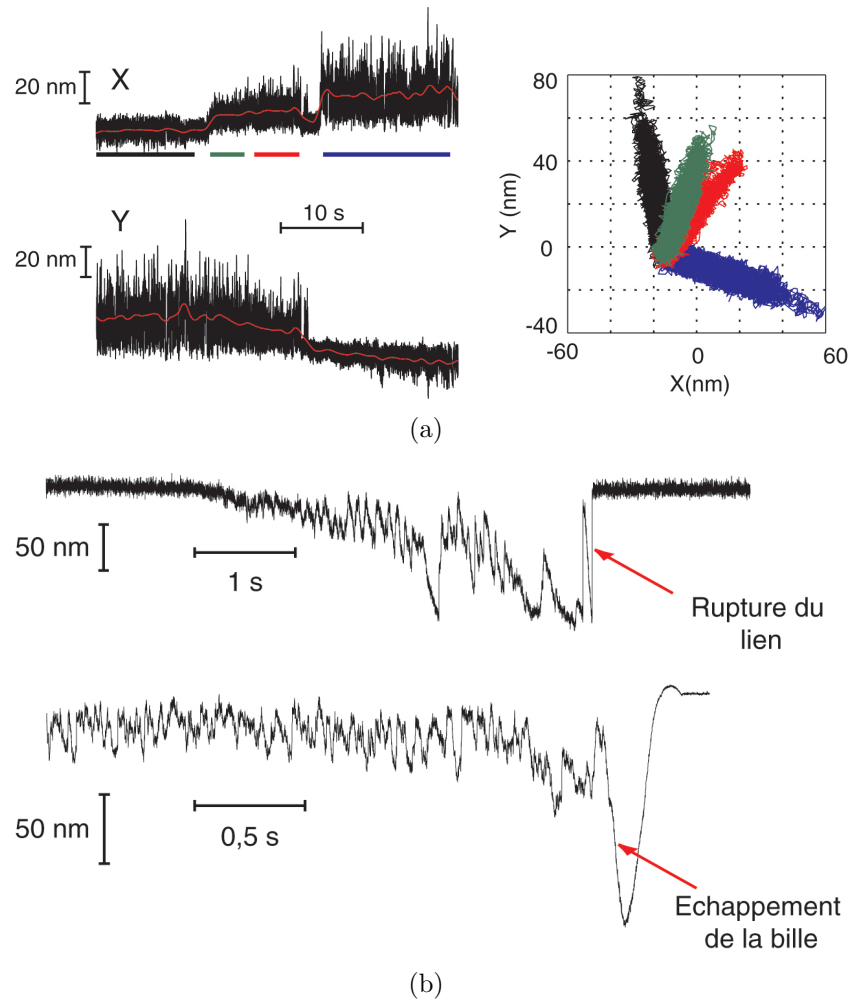 X
20 nm
10 s
Y
20 nm
80
40
0
-40
Y (nm)
-60
0
60
X(nm)
(a)
50 nm
1 s
Rupture du
lien
50 nm
0,5 s
Echappement
de la bille
(b)